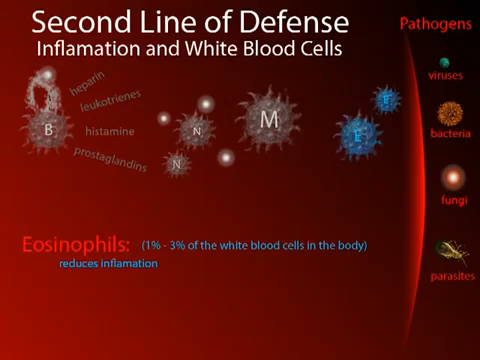 Second Line of Defense
Inflamation and White Blood Cells
Pathogens
viruses
bacteria
fungi
parasites
heparin
leukotrienes
histamine
prostaglandins
B
N
N
M
E
E
Eosinophils: (1% - 3% of the white blood cells in the body)
reduces inflamation